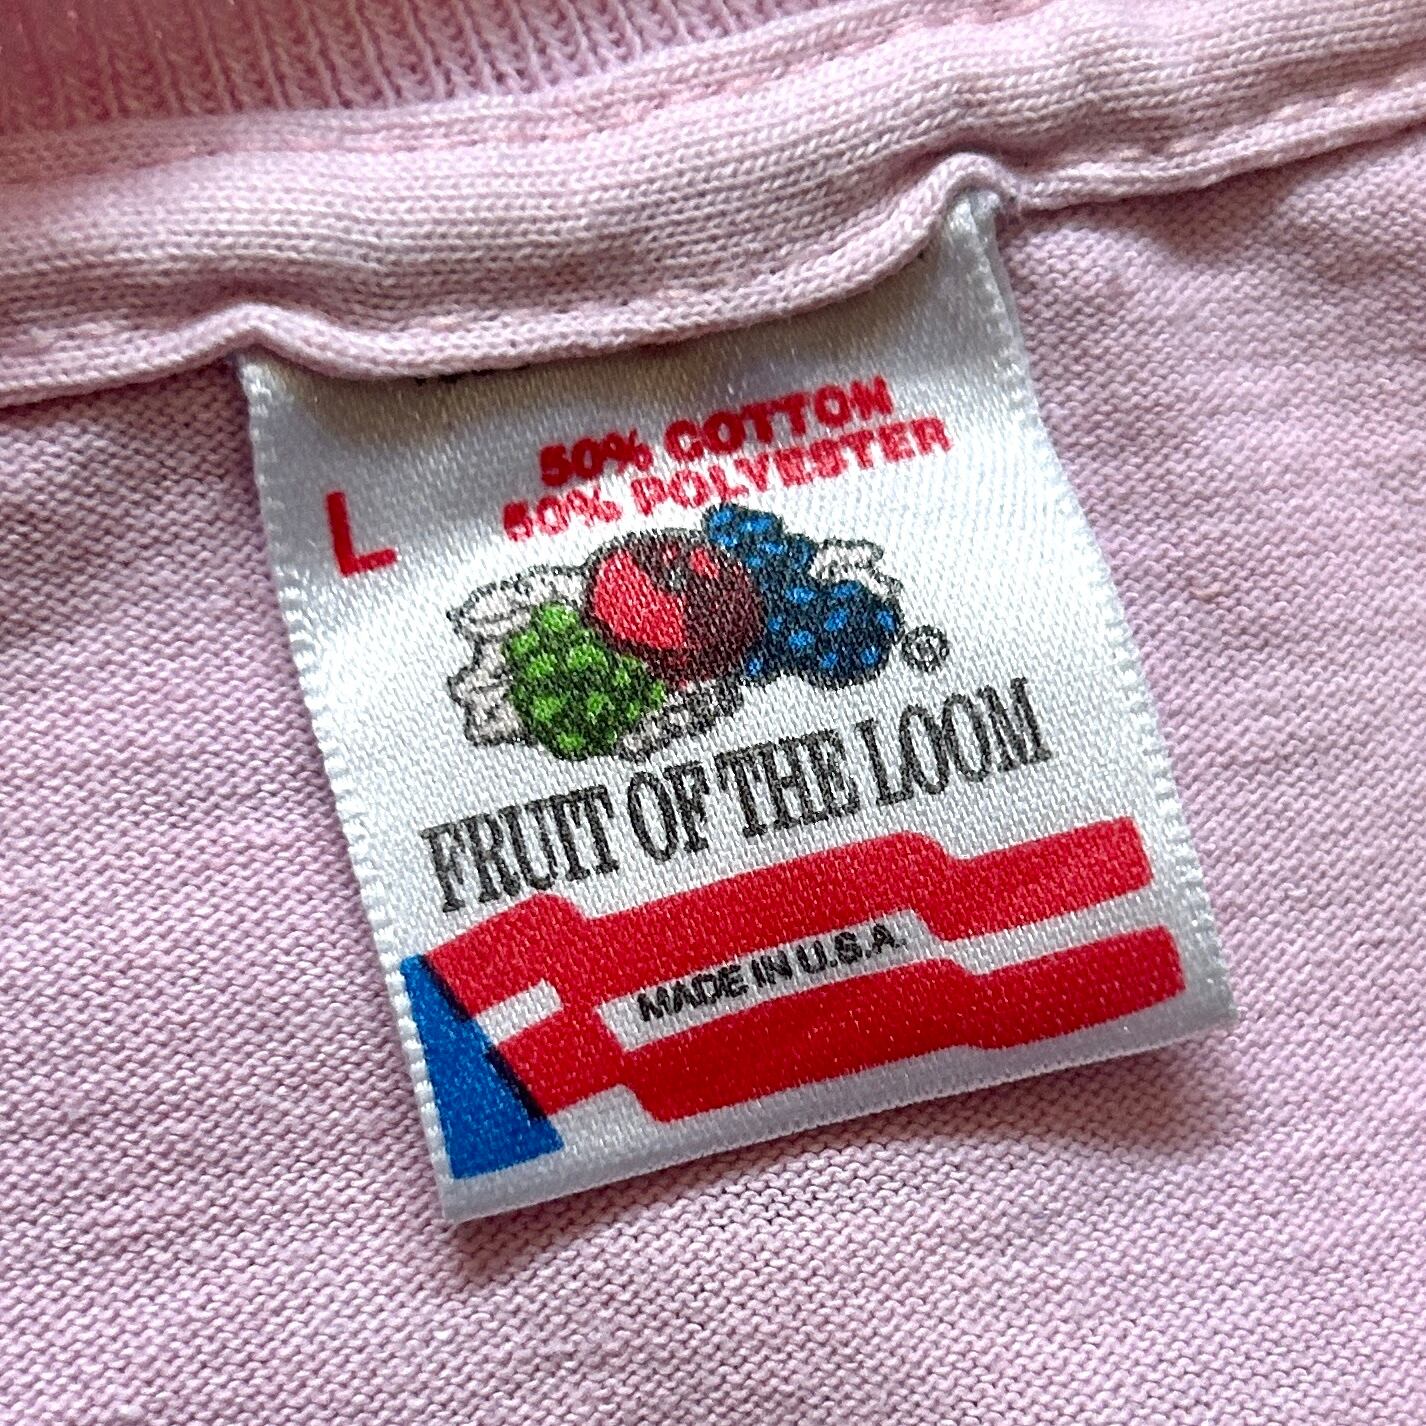 L
50% COTTON
50% POLYESTER
®
FRUIT OF THE LOOM
MADE IN U.S.A.